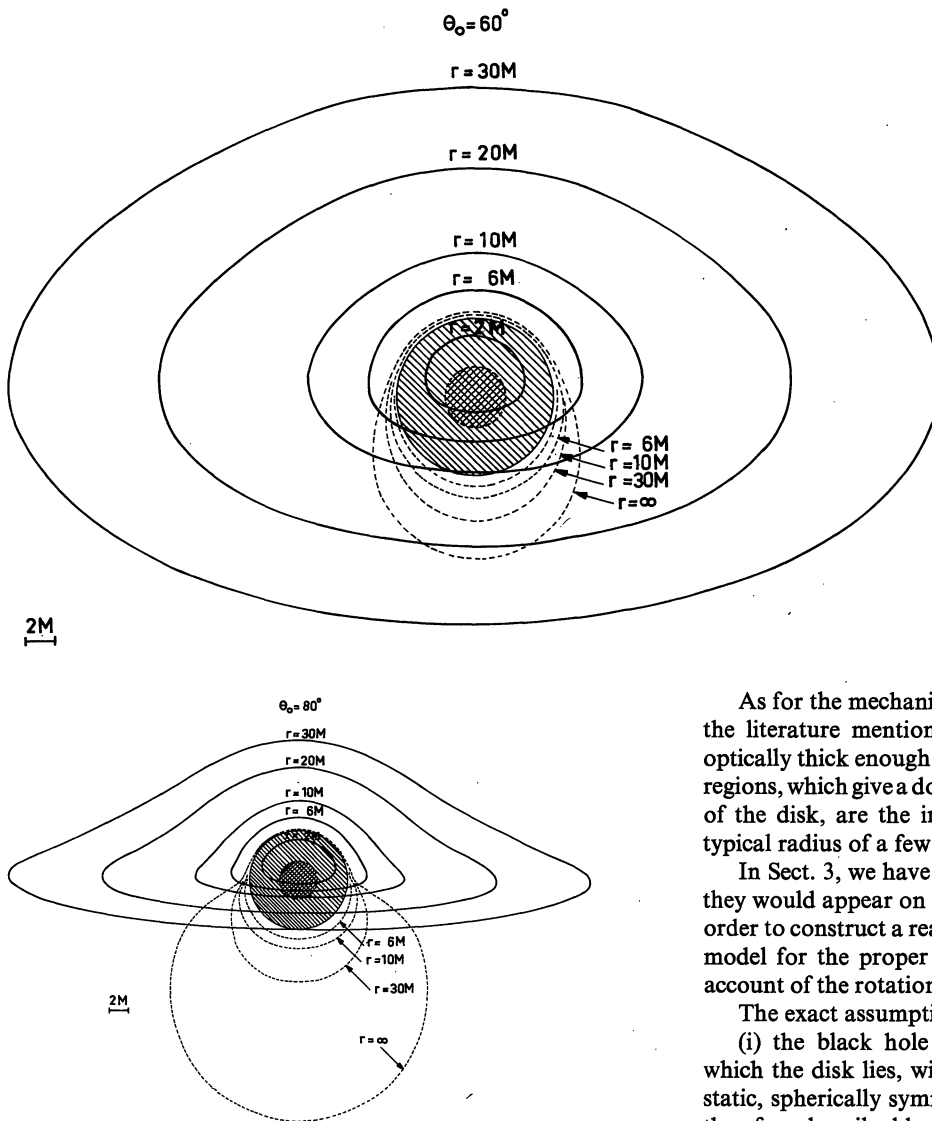 θ₀=60°
r = 30M
r = 20M
r = 10M
r = 6M
r = 2M
r = 6M
r =10M
r =30M
r =∞
2M
θ₀=80°
r=30M
r=20M
r=10M
r= 6M
r= 6M
r=10M
r=30M
r=∞
2M
As for the mechani
the literature mention
optically thick enough
regions, which give a do
of the disk, are the in
typical radius of a few
In Sect. 3, we have
they would appear on
order to construct a rea
model for the proper
account of the rotation
The exact assumpti
(i) the black hole
which the disk lies, wi
static, spherically symi